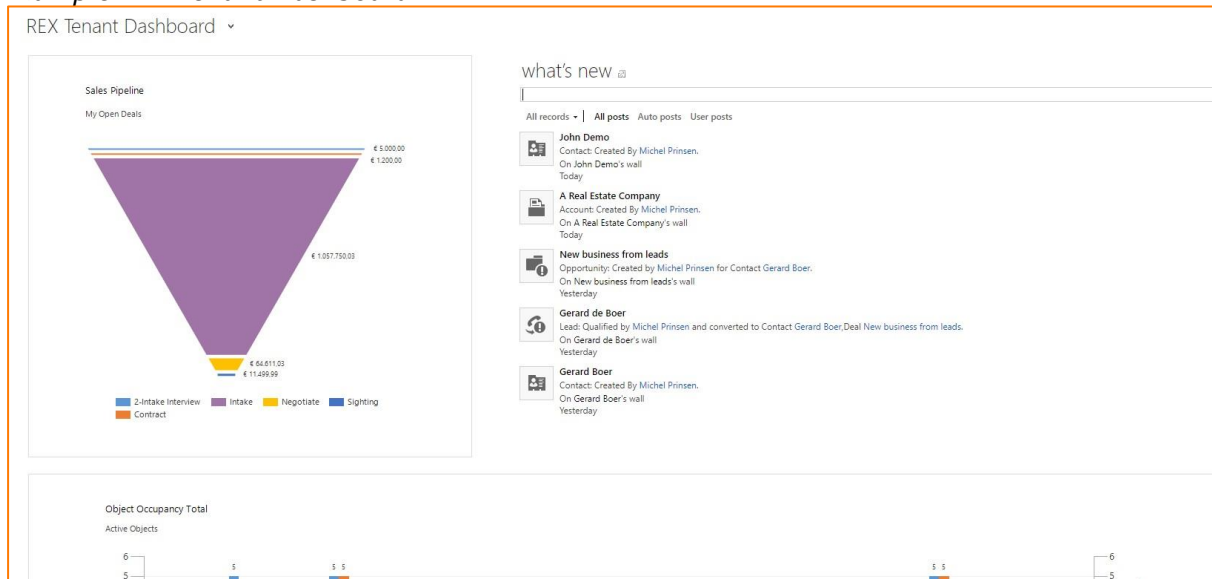 REX Tenant Dashboard
Sales Pipeline
My Open Deals
€ 5.000,00
€ 1.200,00
€ 1.057.750,03
€ 64.611,03
€ 11.499,99
2-Intake Interview Intake Negotiate Sighting
Contract
what's new
All records All posts Auto posts User posts
John Demo
Contact: Created By Michel Prinsen.
On John Demo's wall
Today
A Real Estate Company
Account: Created By Michel Prinsen.
On A Real Estate Company's wall
Today
New business from leads
Opportunity: Created by Michel Prinsen for Contact Gerard Boer.
On New business from leads's wall
Yesterday
Gerard de Boer
Lead: Qualified by Michel Prinsen and converted to Contact Gerard Boer,Deal New business from leads.
On Gerard de Boer's wall
Yesterday
Gerard Boer
Contact: Created By Michel Prinsen.
On Gerard Boer's wall
Yesterday
Object Occupancy Total
Active Objects
6 6
5 5 5 5 5 5 5